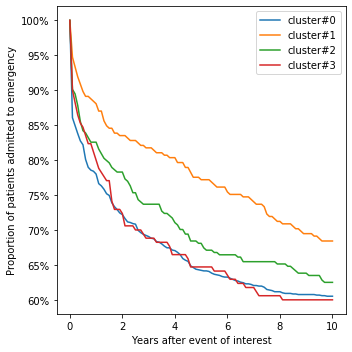 cluster#0
cluster#1
cluster#2
cluster#3
100%
95%
90%
85%
80%
75%
70%
65%
60%
Proportion of patients admitted to emergency
0 2 4 6 8 10
Years after event of interest